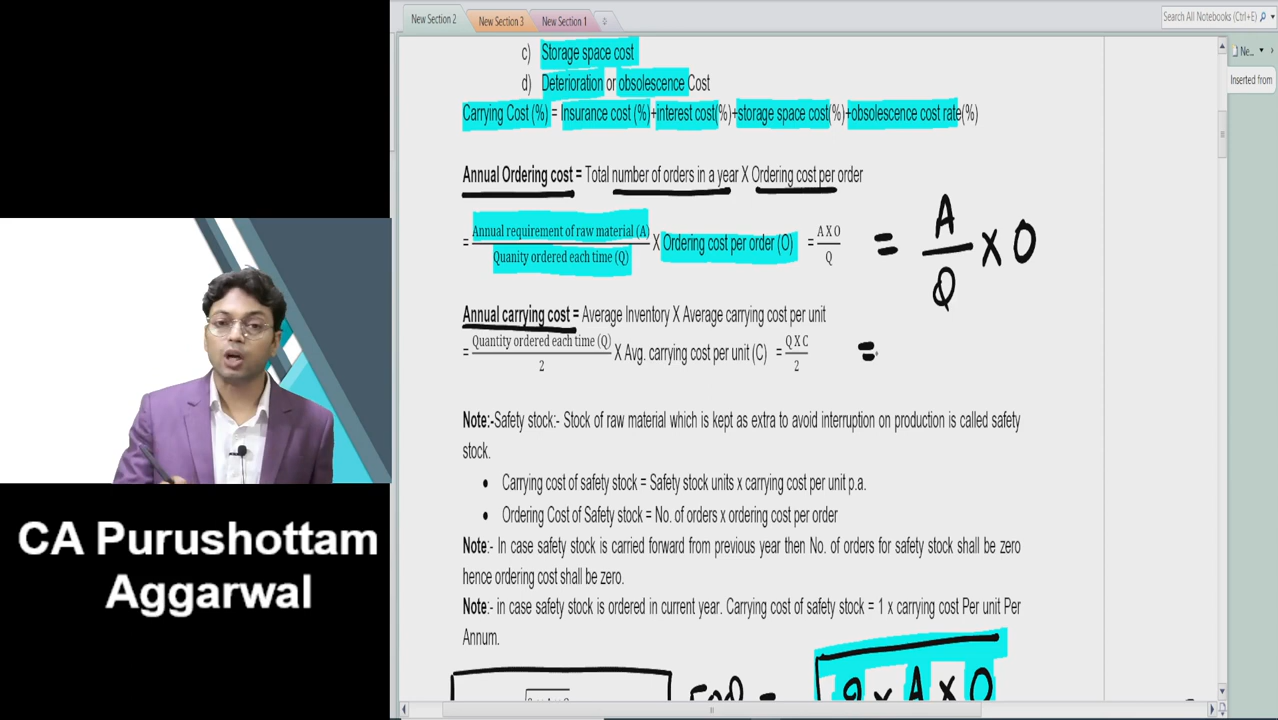 New Section 2 New Section 3 New Section 1
Search All Notebooks (Ctrl+E)
Ne...
Inserted from
c) Storage space cost
d) Deterioration or obsolescence Cost
Carrying Cost (%) = Insurance cost (%)+interest cost(%)+storage space cost(%)+obsolescence cost rate(%)
Annual Ordering cost = Total number of orders in a year X Ordering cost per order
= Annual requirement of raw material (A) / Quanity ordered each time (Q) X Ordering cost per order (O) = A X O / Q
= A / Q X O
Annual carrying cost = Average Inventory X Average carrying cost per unit
= Quantity ordered each time (Q) / 2 X Avg. carrying cost per unit (C) = Q X C / 2
=
Note:-Safety stock:- Stock of raw material which is kept as extra to avoid interruption on production is called safety
stock.
• Carrying cost of safety stock = Safety stock units x carrying cost per unit p.a.
• Ordering Cost of Safety stock = No. of orders x ordering cost per order
Note:- In case safety stock is carried forward from previous year then No. of orders for safety stock shall be zero
hence ordering cost shall be zero.
Note:- in case safety stock is ordered in current year. Carrying cost of safety stock = 1 x carrying cost Per unit Per
Annum.
EOQ = 2 x A x O
CA Purushottam
Aggarwal